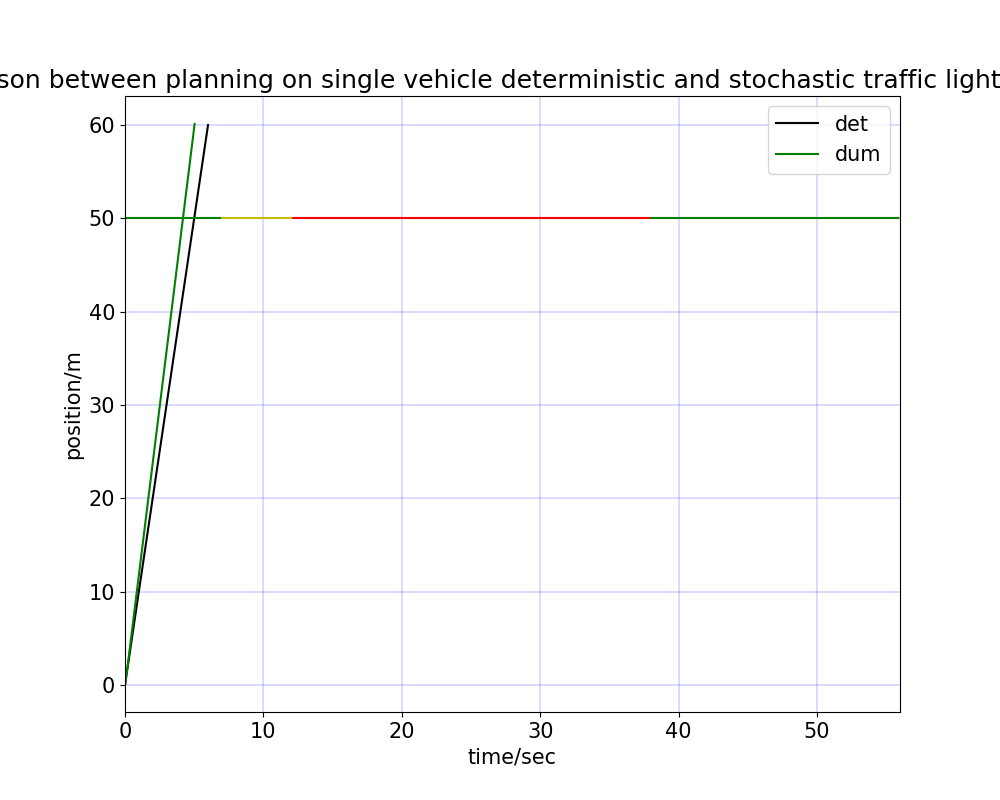 son between planning on single vehicle deterministic and stochastic traffic light
det
dum
60
50
40
30
20
10
0
position/m
0 10 20 30 40 50
time/sec